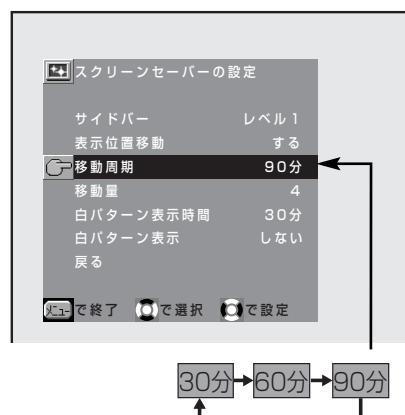 スクリーンセーバーの設定
サイドバー レベル1
表示位置移動 する
移動周期 90分
移動量 4
白パターン表示時間 30分
白パターン表示 しない
戻る
メニューで終了 で選択 で設定
30分 60分 90分